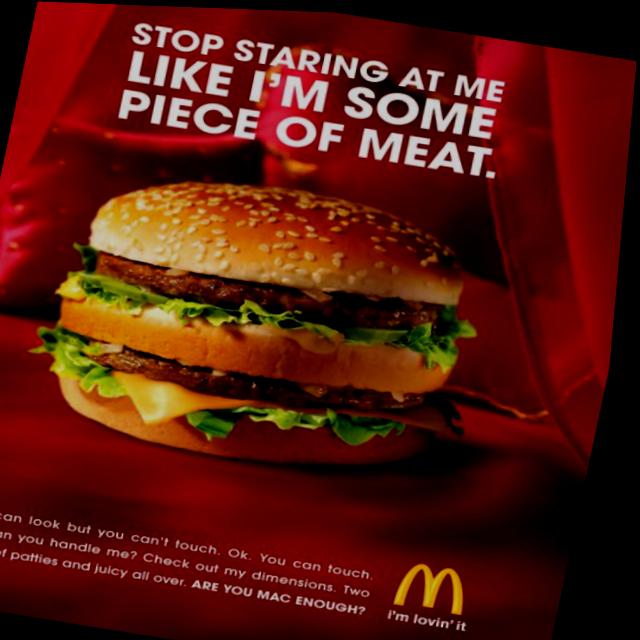 STOP STARING AT ME
LIKE I'M SOME
PIECE OF MEAT.
can look but you can't touch. Ok. You can touch.
you handle me? Check out my dimensions. Two
patties and juicy all over. ARE YOU MAC ENOUGH?
i'm lovin' it